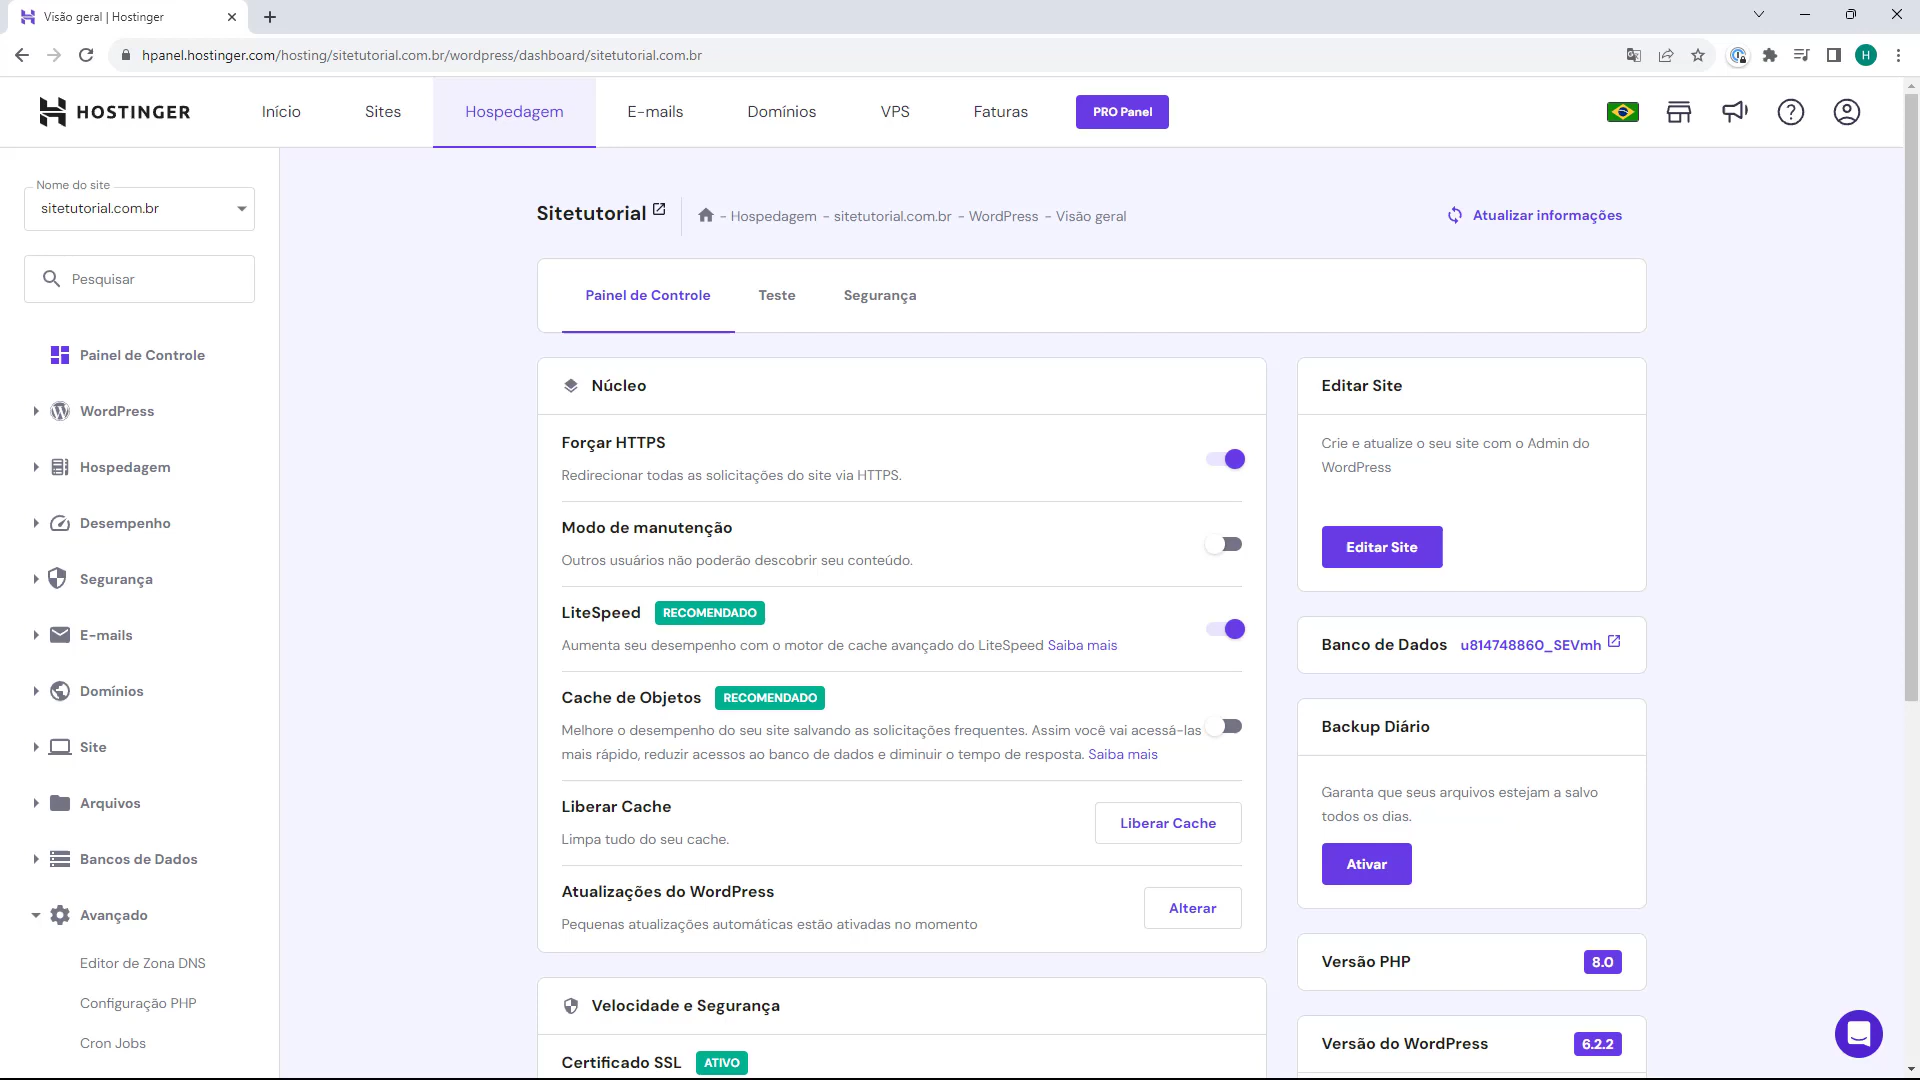 Visão geral | Hostinger
hpanel.hostinger.com/hosting/sitetutorial.com.br/wordpress/dashboard/sitetutorial.com.br
H
HOSTINGER
Início
Sites
Hospedagem
E-mails
Domínios
VPS
Faturas
PRO Panel
Nome do site
sitetutorial.com.br
Pesquisar
Painel de Controle
WordPress
Hospedagem
Desempenho
Segurança
E-mails
Domínios
Site
Arquivos
Bancos de Dados
Avançado
Editor de Zona DNS
Configuração PHP
Cron Jobs
Sitetutorial
- Hospedagem - sitetutorial.com.br - WordPress - Visão geral
Atualizar informações
Painel de Controle
Teste
Segurança
Núcleo
Forçar HTTPS
Redirecionar todas as solicitações do site via HTTPS.
Modo de manutenção
Outros usuários não poderão descobrir seu conteúdo.
LiteSpeed RECOMENDADO
Aumenta seu desempenho com o motor de cache avançado do LiteSpeed Saiba mais
Cache de Objetos RECOMENDADO
Melhore o desempenho do seu site salvando as solicitações frequentes. Assim você vai acessá-las
mais rápido, reduzir acessos ao banco de dados e diminuir o tempo de resposta. Saiba mais
Liberar Cache
Limpa tudo do seu cache.
Liberar Cache
Atualizações do WordPress
Pequenas atualizações automáticas estão ativadas no momento
Alterar
Velocidade e Segurança
Certificado SSL ATIVO
Editar Site
Crie e atualize o seu site com o Admin do
WordPress
Editar Site
Banco de Dados u814748860_SEVmh
Backup Diário
Garanta que seus arquivos estejam a salvo
todos os dias.
Ativar
Versão PHP 8.0
Versão do WordPress 6.2.2